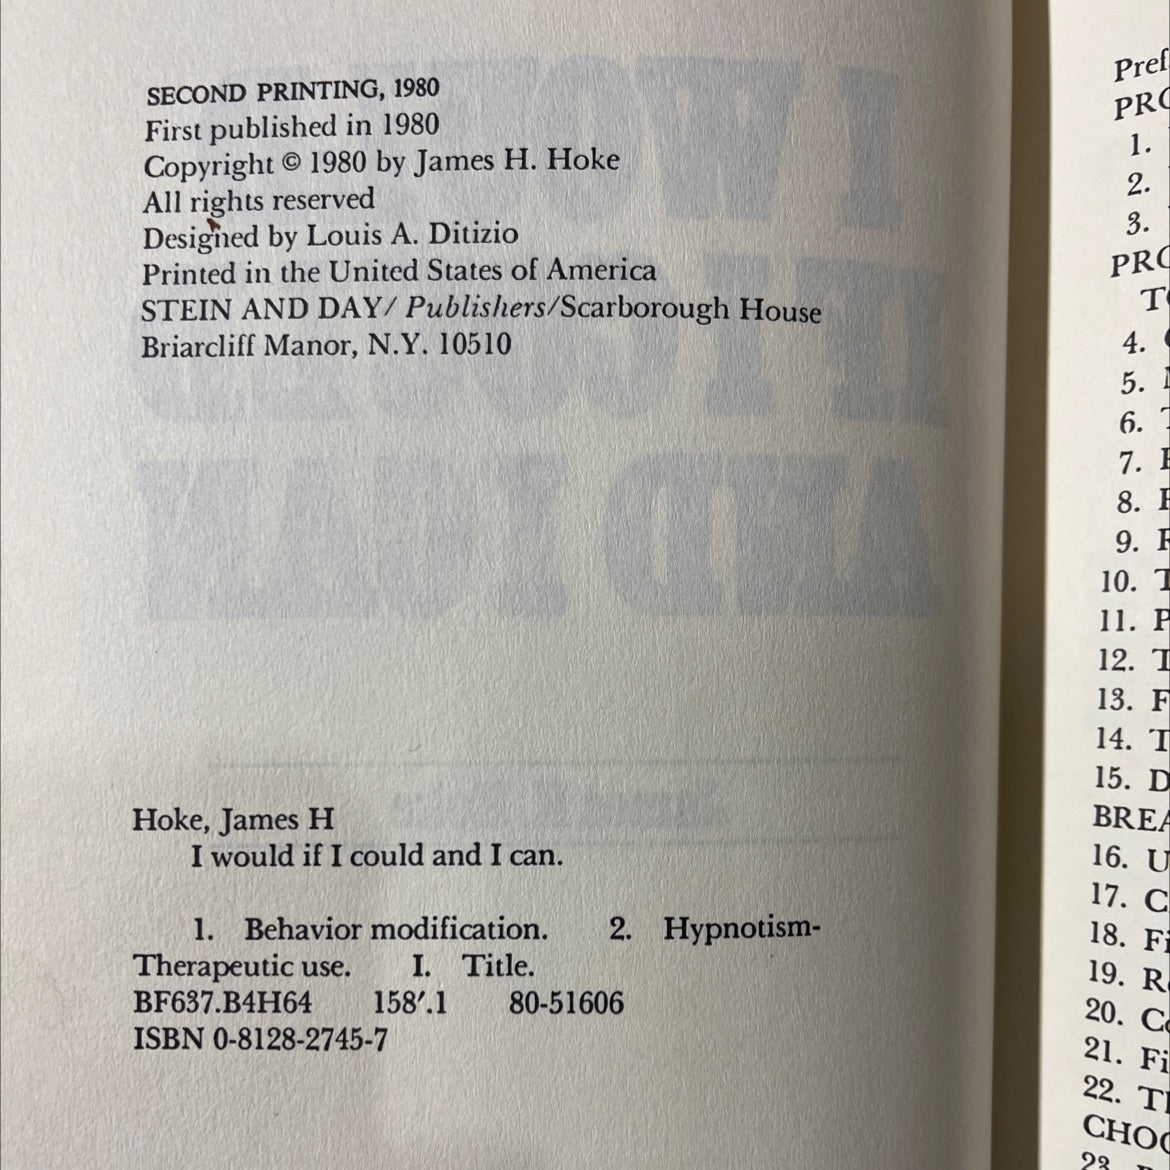 SECOND PRINTING, 1980
First published in 1980
Copyright © 1980 by James H. Hoke
All rights reserved
Designed by Louis A. Ditizio
Printed in the United States of America
STEIN AND DAY/ Publishers/Scarborough House
Briarcliff Manor, N.Y. 10510
Hoke, James H
I would if I could and I can.
1. Behavior modification. 2. Hypnotism-
Therapeutic use. I. Title.
BF637.B4H64 158′.1 80-51606
ISBN 0-8128-2745-7
1.
2.
3.
4.
5.
6.
7.
8.
9.
10.
11.
12.
13.
14.
15.
16.
17.
18.
19.
20.
21.
22.